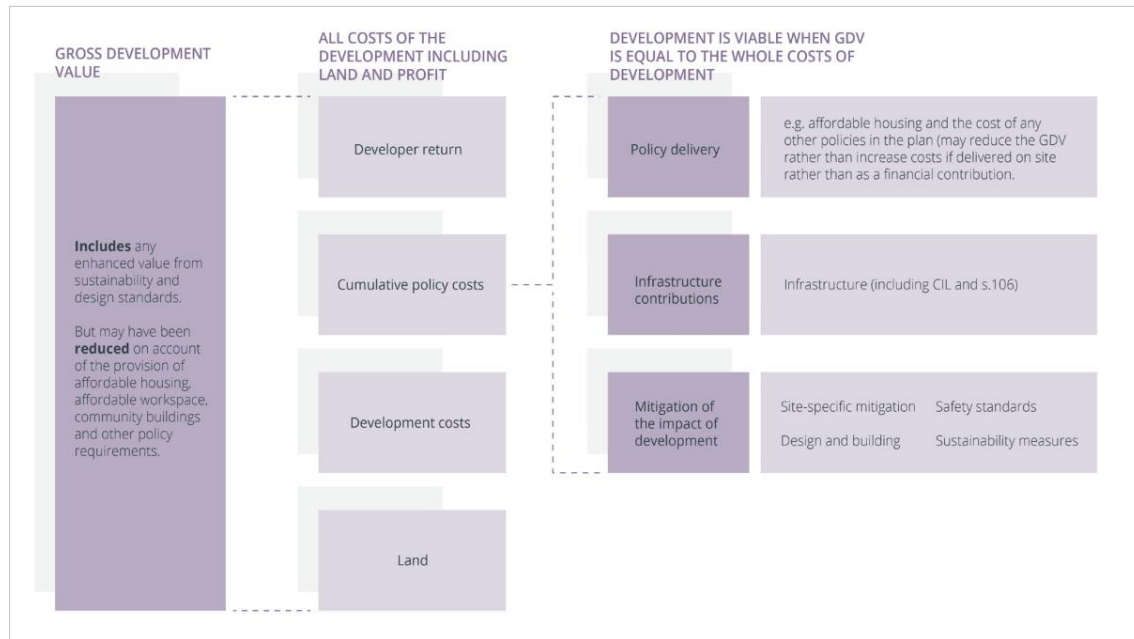 GROSS DEVELOPMENT
VALUE
Includes any
enhanced value from
sustainability and
design standards.
But may have been
reduced on account
of the provision of
affordable housing,
affordable workspace,
community buildings
and other policy
requirements.
ALL COSTS OF THE
DEVELOPMENT INCLUDING
LAND AND PROFIT
Developer return
Cumulative policy costs
Development costs
Land
DEVELOPMENT IS VIABLE WHEN GDV
IS EQUAL TO THE WHOLE COSTS OF
DEVELOPMENT
Policy delivery
e.g. affordable housing and the cost of any
other policies in the plan (may reduce the GDV
rather than increase costs if delivered on site
rather than as a financial contribution.
Infrastructure
contributions
Infrastructure (including CIL and s.106)
Mitigation of
the impact of
development
Site-specific mitigation
Safety standards
Design and building
Sustainability measures